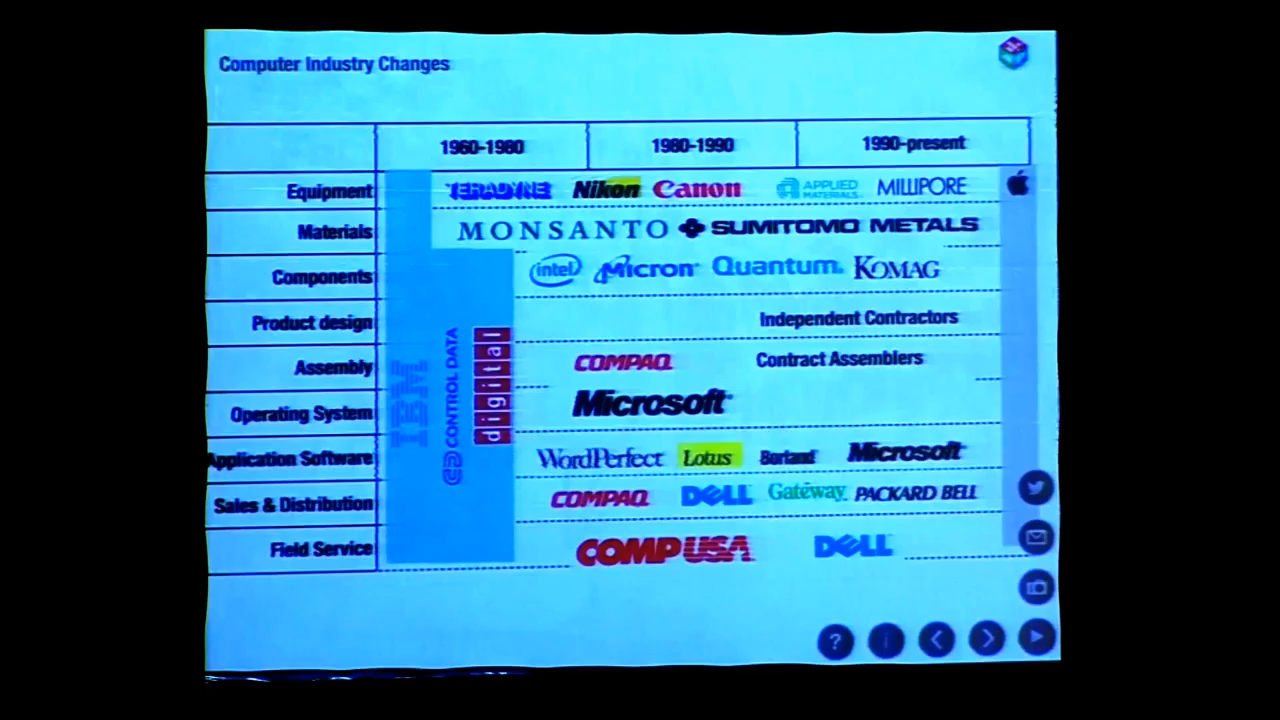 Computer Industry Changes
1960-1980 1980-1990 1990-present
Equipment TERADYNE Nikon Canon APPLIED MATERIALS MILLIPORE
Materials MONSANTO SUMITOMO METALS
Components intel Micron Quantum KOMAG
Product design Independent Contractors
Assembly COMPAQ Contract Assemblers
Operating System Microsoft
Application Software WordPerfect Lotus Borland Microsoft
Sales & Distribution COMPAQ DELL Gateway PACKARD BELL
Field Service COMPUSA DELL
IBM
CONTROL DATA
digital
?
i